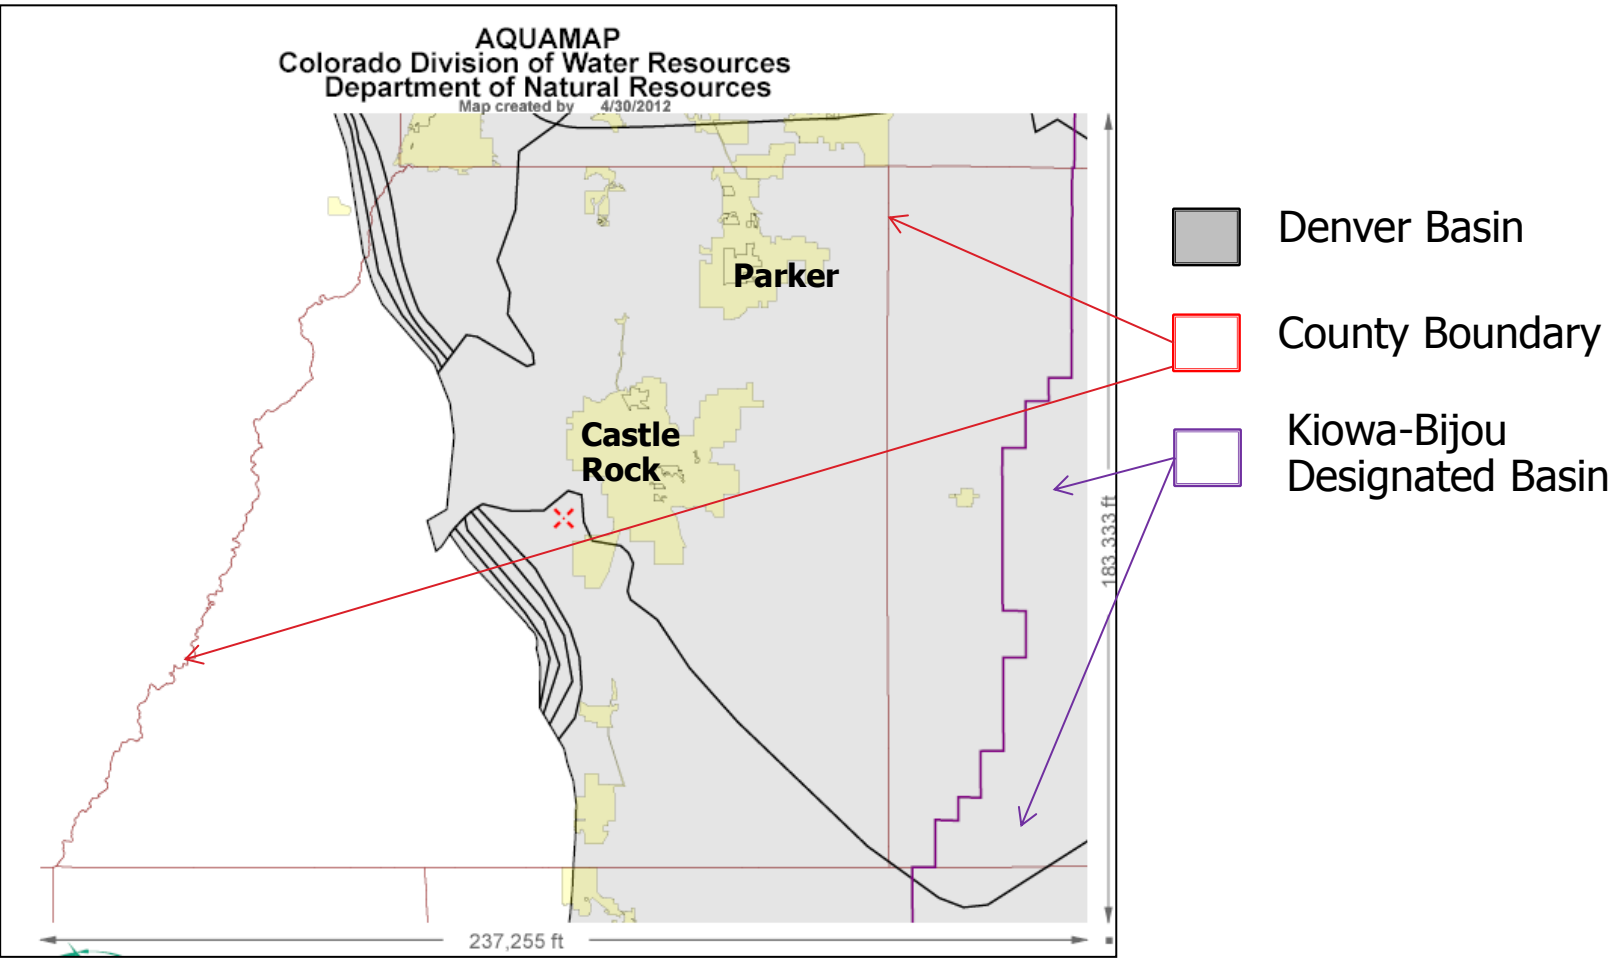 AQUAMAP
Colorado Division of Water Resources
Department of Natural Resources
Map created by 4/30/2012
Parker
Castle
Rock
183,333 ft
237,255 ft
Denver Basin
County Boundary
Kiowa-Bijou
Designated Basin